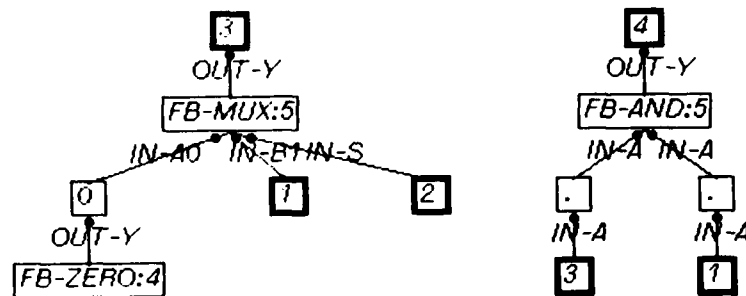 3 4
OUT-Y OUT-Y
FB-MUX:5 FB-AND:5
IN-A0 IN-B1 IN-S IN-A IN-A
0 1 2 . .
OUT-Y IN-A IN-A
FB-ZERO:4 3 1